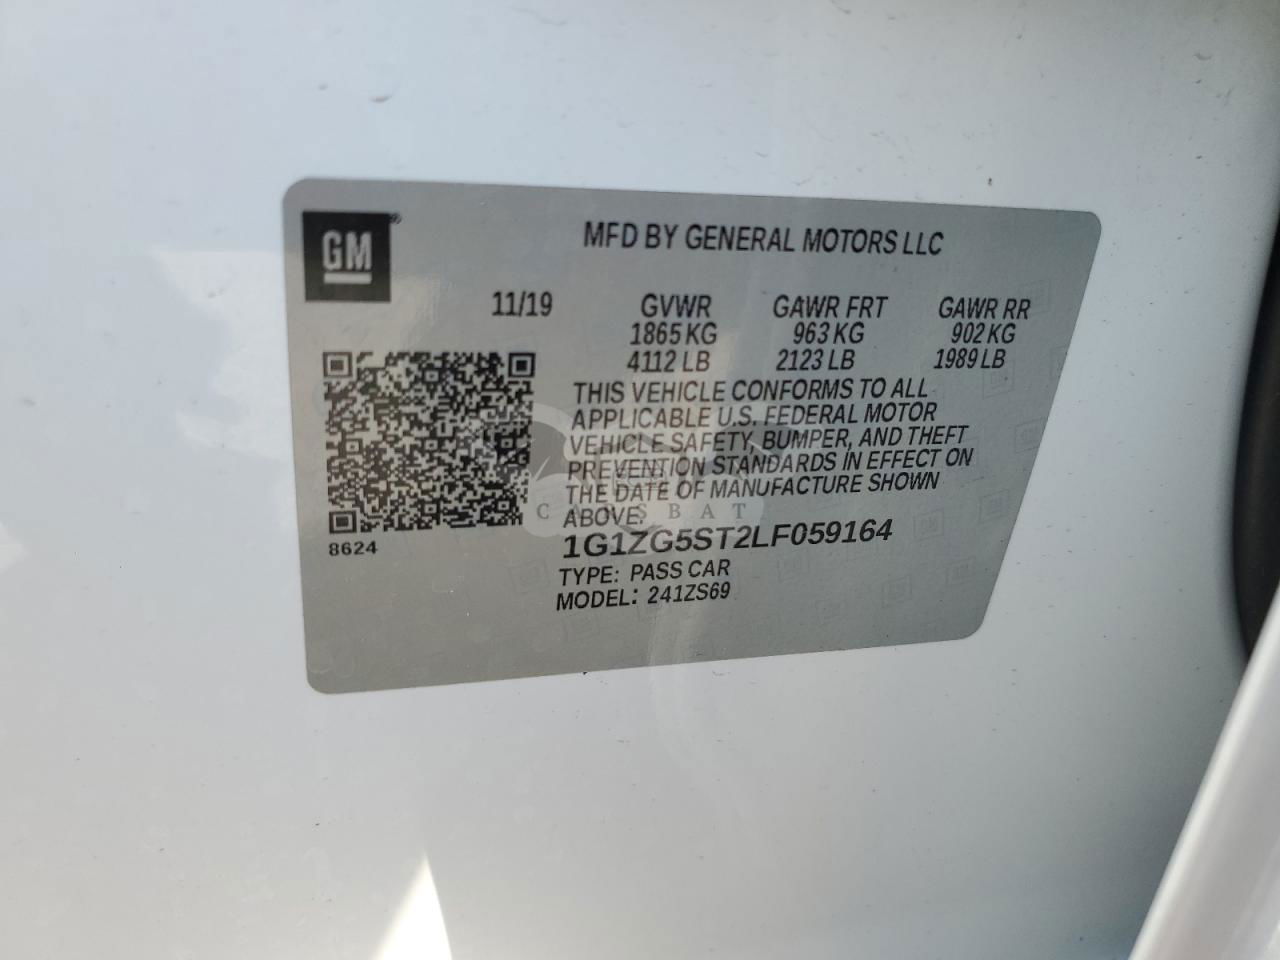 GM
MFD BY GENERAL MOTORS LLC
11/19 GVWR GAWR FRT GAWR RR
1865 KG 963 KG 902 KG
4112 LB 2123 LB 1989 LB
THIS VEHICLE CONFORMS TO ALL
APPLICABLE U.S. FEDERAL MOTOR
VEHICLE SAFETY, BUMPER, AND THEFT
PREVENTION STANDARDS IN EFFECT ON
THE DATE OF MANUFACTURE SHOWN
ABOVE.
CARSBAT
1G1ZG5ST2LF059164
8624
TYPE: PASS CAR
MODEL: 241ZS69